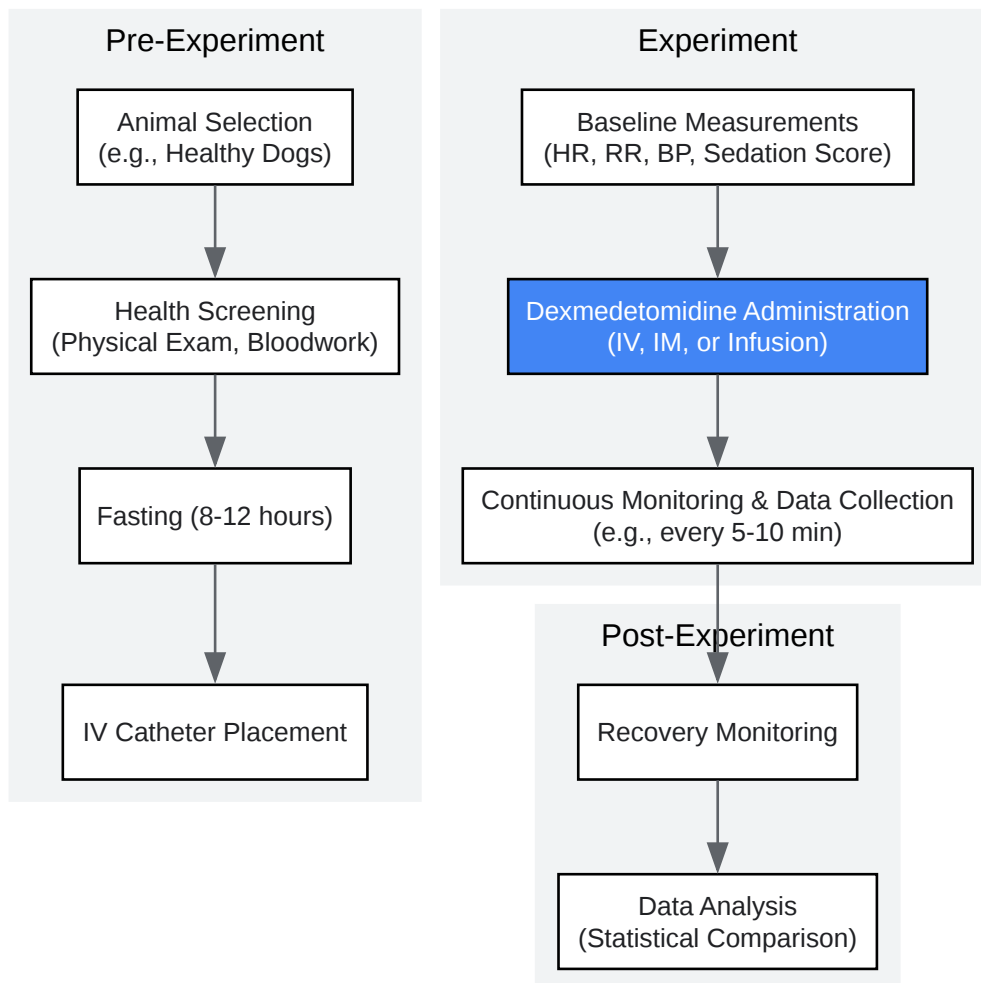 Pre-Experiment
Animal Selection
(e.g., Healthy Dogs)
Health Screening
(Physical Exam, Bloodwork)
Fasting (8-12 hours)
IV Catheter Placement
Experiment
Baseline Measurements
(HR, RR, BP, Sedation Score)
Dexmedetomidine Administration
(IV, IM, or Infusion)
Continuous Monitoring & Data Collection
(e.g., every 5-10 min)
Post-Experiment
Recovery Monitoring
Data Analysis
(Statistical Comparison)